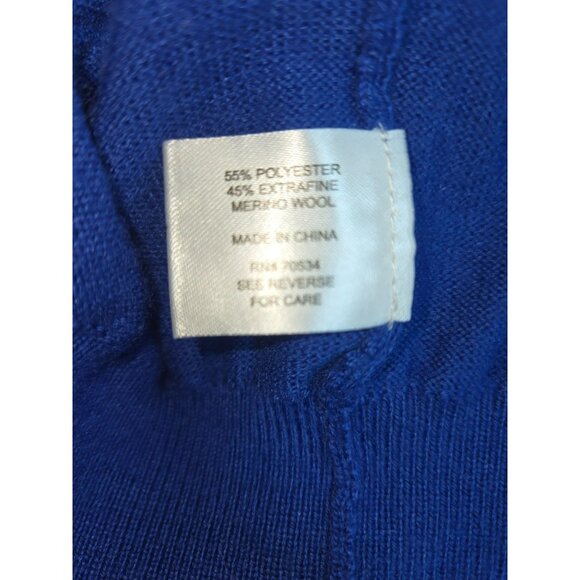 55% POLYESTER
45% EXTRAFINE
MERINO WOOL
MADE IN CHINA
RN# 70534
SEE REVERSE
FOR CARE